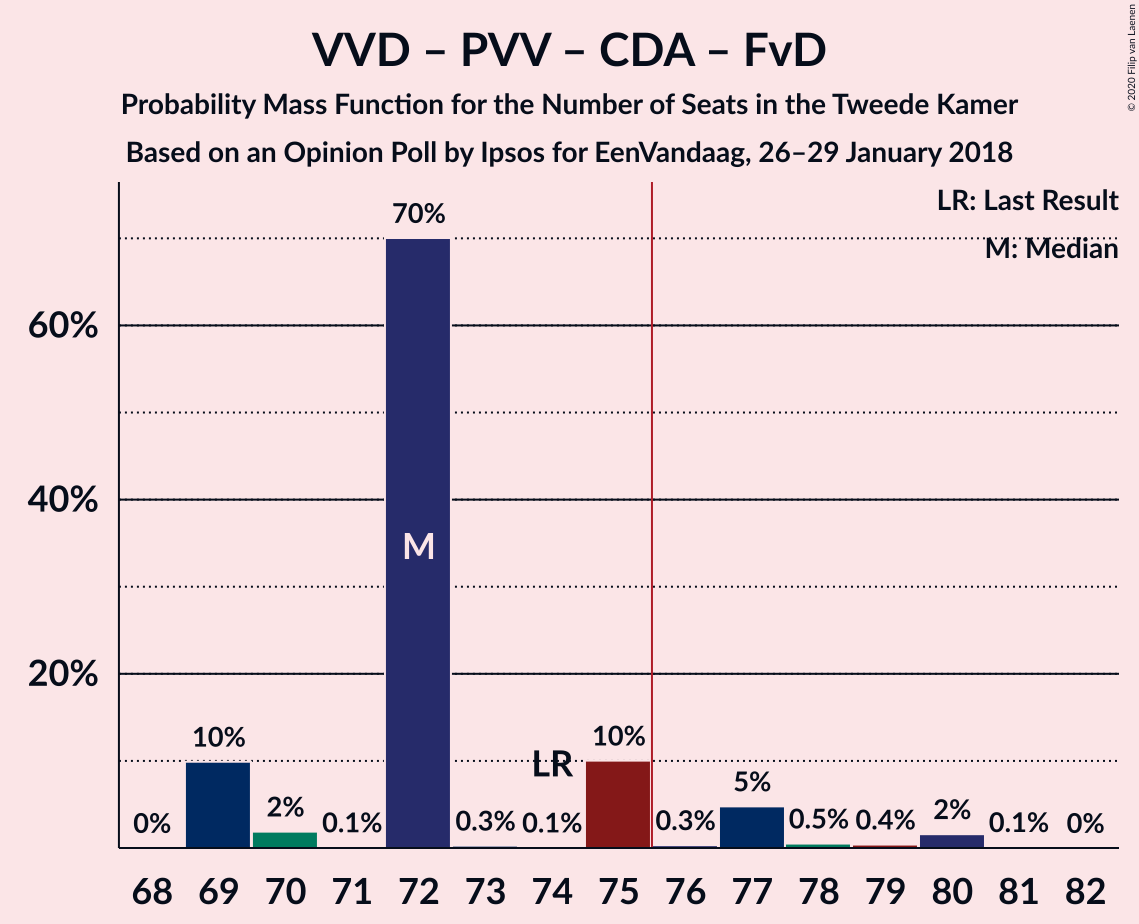 VVD – PVV – CDA – FvD
Probability Mass Function for the Number of Seats in the Tweede Kamer
Based on an Opinion Poll by Ipsos for EenVandaag, 26–29 January 2018
© 2020 Filip van Laenen
LR: Last Result
M: Median
60%
40%
20%
0%
10%
2%
0.1%
70%
0.3%
0.1%
10%
0.3%
5%
0.5%
0.4%
2%
0.1%
0%
M
LR
68 69 70 71 72 73 74 75 76 77 78 79 80 81 82